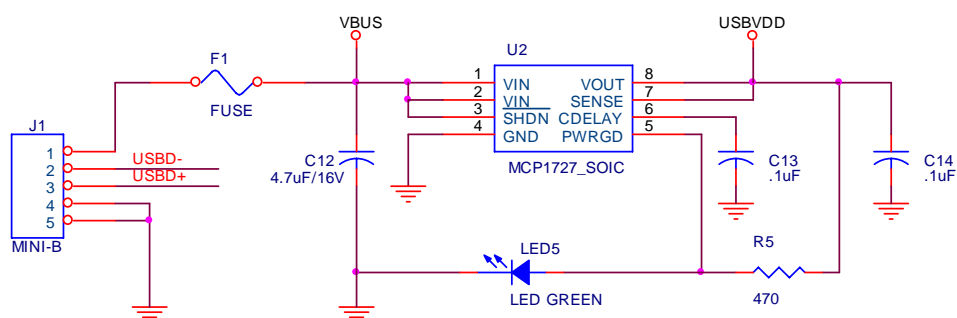 VBUS
USBVDD
U2
F1
FUSE
1 VIN VOUT 8
2 VIN SENSE 7
3 SHDN CDELAY 6
4 GND PWRGD 5
MCP1727_SOIC
J1
1
2 USBD-
3 USBD+
4
5
MINI-B
C12
4.7uF/16V
C13
.1uF
C14
.1uF
LED5
LED GREEN
R5
470